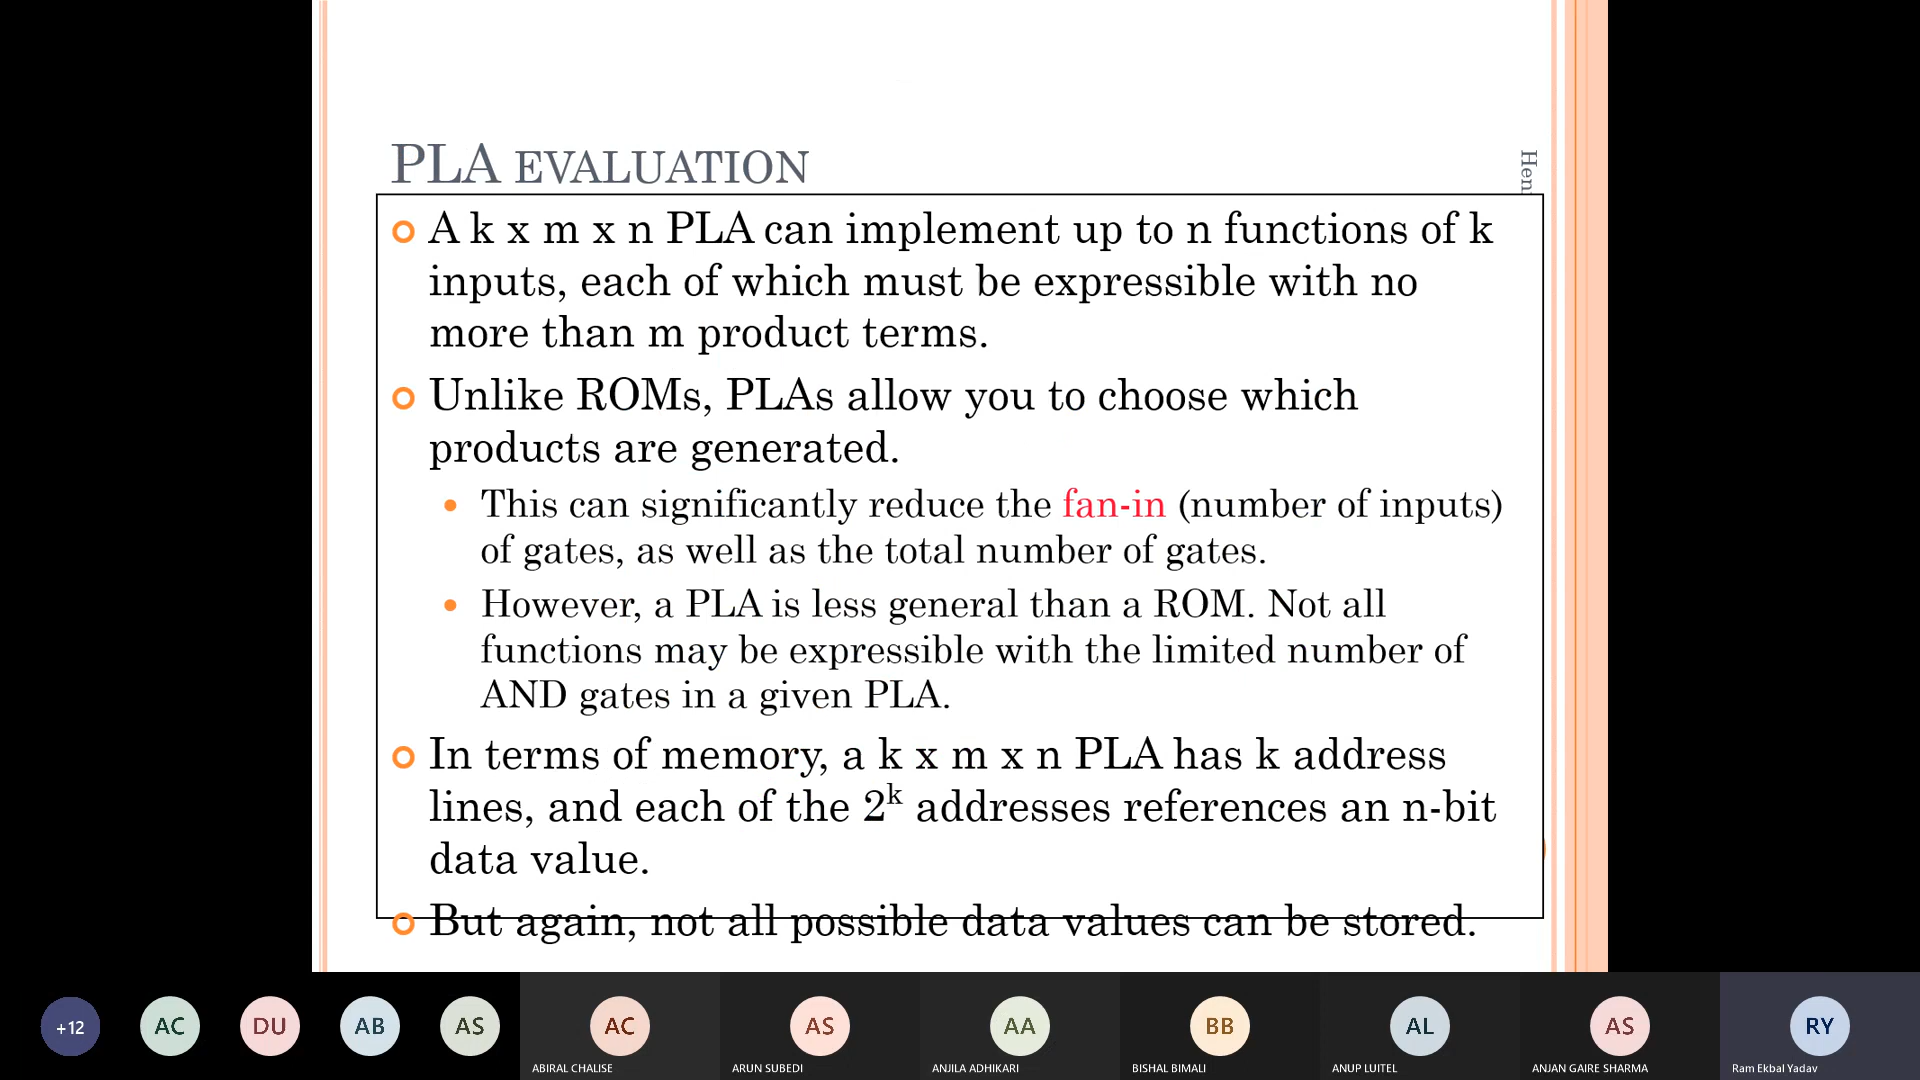 PLA EVALUATION
Hen
A k x m x n PLA can implement up to n functions of k
inputs, each of which must be expressible with no
more than m product terms.
Unlike ROMs, PLAs allow you to choose which
products are generated.
This can significantly reduce the fan-in (number of inputs)
of gates, as well as the total number of gates.
However, a PLA is less general than a ROM. Not all
functions may be expressible with the limited number of
AND gates in a given PLA.
In terms of memory, a k x m x n PLA has k address
lines, and each of the 2^k addresses references an n-bit
data value.
But again, not all possible data values can be stored.
+12
AC
DU
AB
AS
AC
AS
AA
BB
AL
AS
RY
ABIRAL CHALISE
ARUN SUBEDI
ANJILA ADHIKARI
BISHAL BIMALI
ANUP LUITEL
ANJAN GAIRE SHARMA
Ram Ekbal Yadav